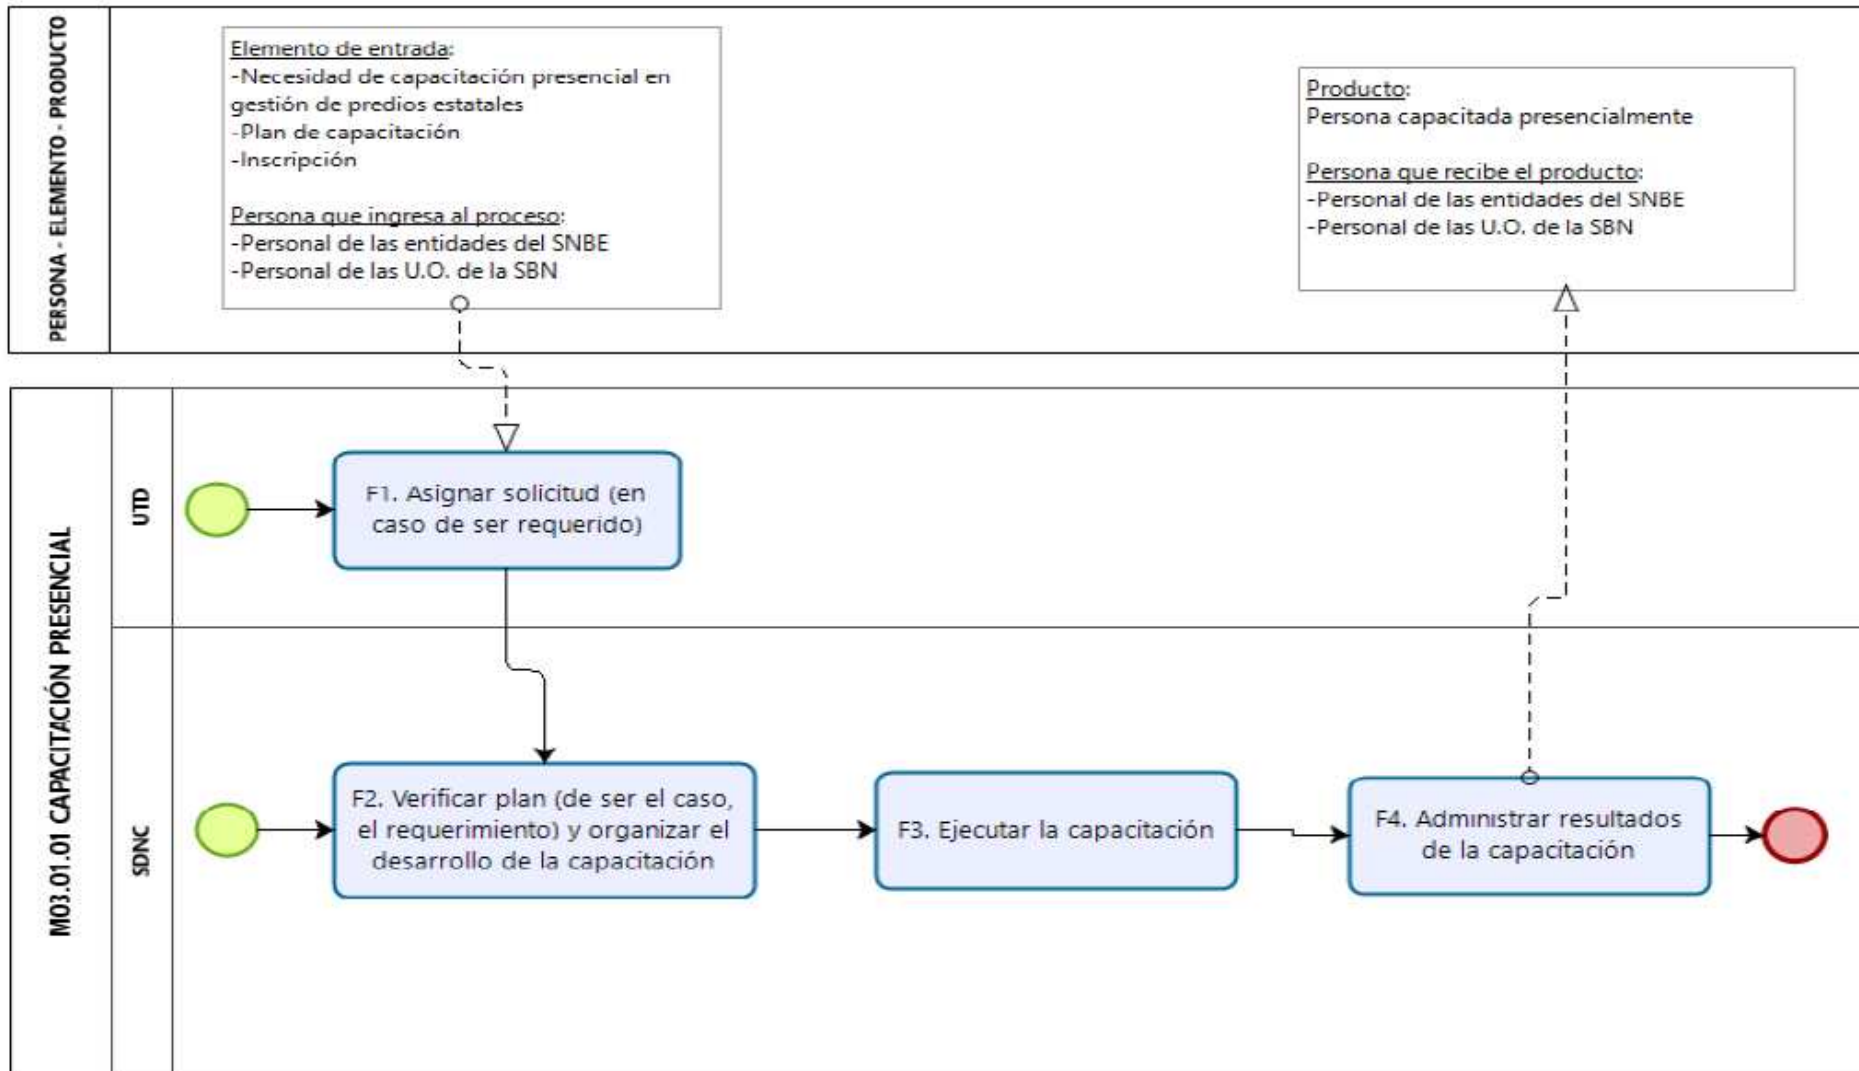 PERSONA - ELEMENTO - PRODUCTO
Elemento de entrada:
-Necesidad de capacitación presencial en
gestión de predios estatales
-Plan de capacitación
-Inscripción
Persona que ingresa al proceso:
-Personal de las entidades del SNBE
-Personal de las U.O. de la SBN
Producto:
Persona capacitada presencialmente
Persona que recibe el producto:
-Personal de las entidades del SNBE
-Personal de las U.O. de la SBN
M03.01.01 CAPACITACIÓN PRESENCIAL
UTD
F1. Asignar solicitud (en
caso de ser requerido)
SDNC
F2. Verificar plan (de ser el caso,
el requerimiento) y organizar el
desarrollo de la capacitación
F3. Ejecutar la capacitación
F4. Administrar resultados
de la capacitación